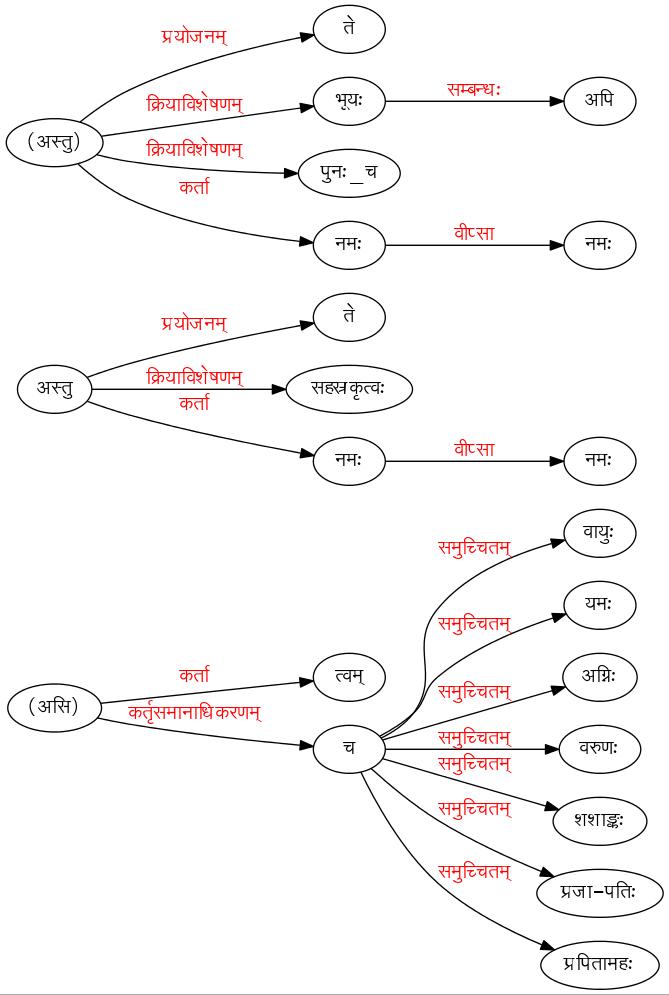 ते
प्रयोजनम्
भूयः
सम्बन्धः
अपि
क्रियाविशेषणम्
(अस्तु)
क्रियाविशेषणम्
पुनः_च
कर्ता
नमः
वीप्सा
नमः
ते
प्रयोजनम्
क्रियाविशेषणम्
अस्तु
सहस्रकृत्वः
कर्ता
नमः
वीप्सा
नमः
वायुः
समुच्चितम्
यमः
समुच्चितम्
कर्ता
त्वम्
समुच्चितम्
अग्निः
(असि)
कर्तृसमानाधिकरणम्
च
समुच्चितम्
वरुणः
समुच्चितम्
शशाङ्कः
समुच्चितम्
प्रजा-पतिः
समुच्चितम्
प्रपितामहः